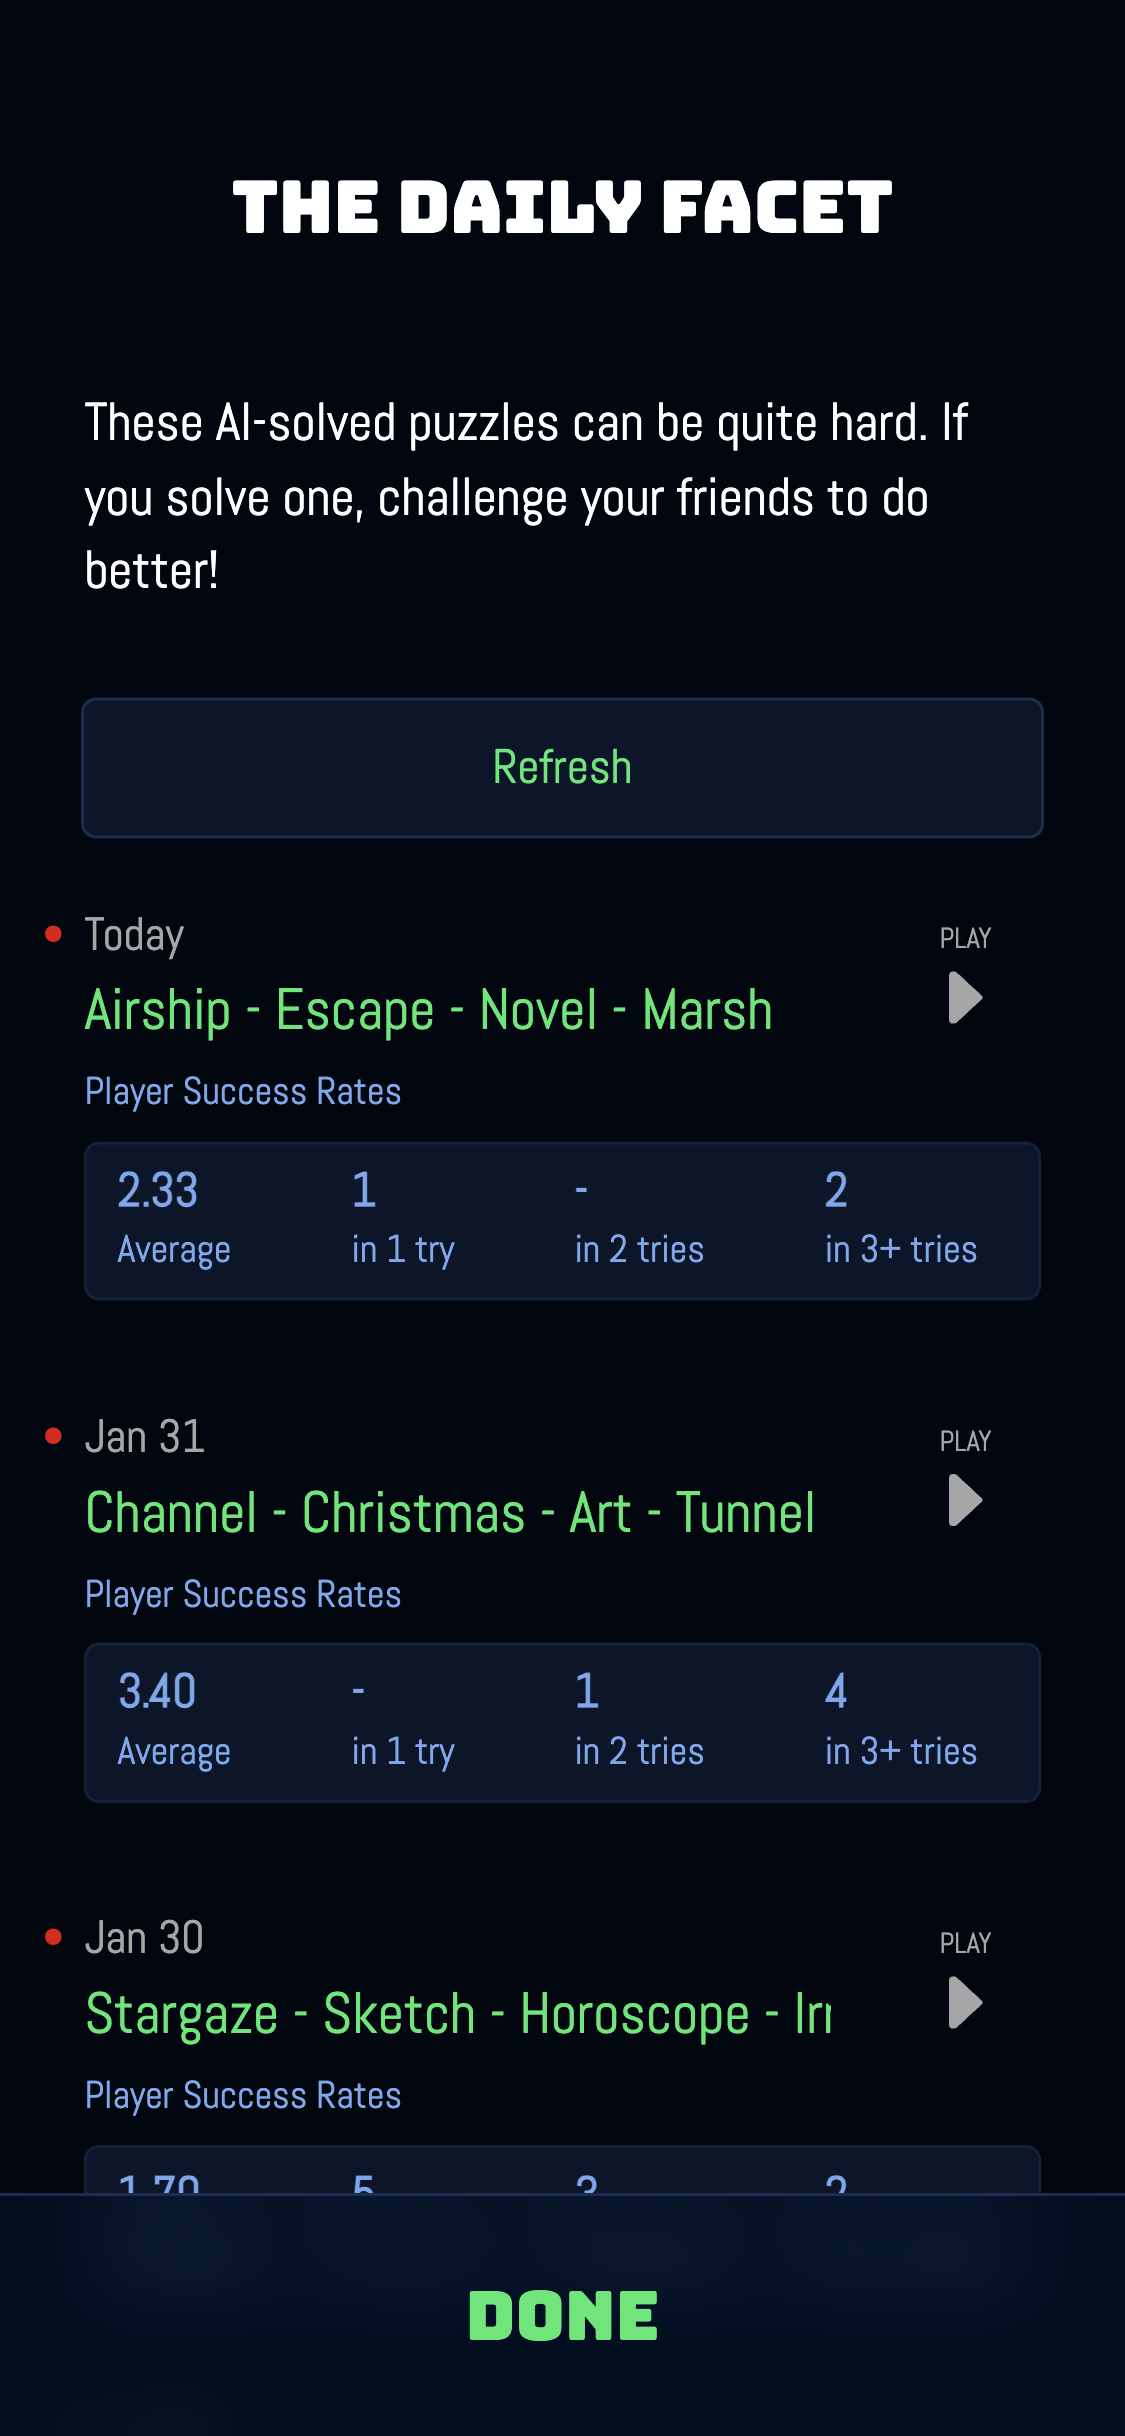 THE DAILY FACET
These AI-solved puzzles can be quite hard. If
you solve one, challenge your friends to do
better!
Refresh
Today
PLAY
Airship - Escape - Novel - Marsh
Player Success Rates
2.33 1 - 2
Average in 1 try in 2 tries in 3+ tries
Jan 31
PLAY
Channel - Christmas - Art - Tunnel
Player Success Rates
3.40 - 1 4
Average in 1 try in 2 tries in 3+ tries
Jan 30
PLAY
Stargaze - Sketch - Horoscope -
Player Success Rates
1.70 5
DONE